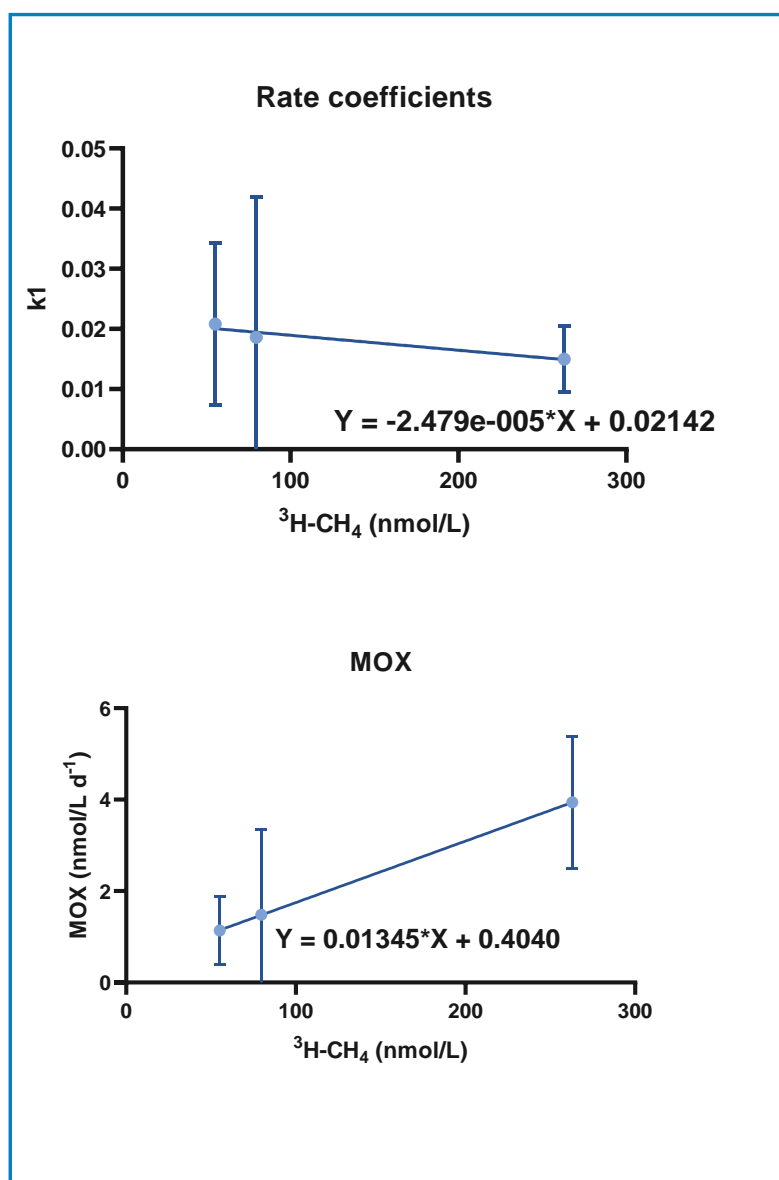 Rate coefficients
0.05
0.04
0.03
0.02
0.01
0.00
k1
Y = -2.479e-005*X + 0.02142
0 100 200 300
³H-CH₄ (nmol/L)
MOX
6
4
2
0
MOX (nmol/L d⁻¹)
Y = 0.01345*X + 0.4040
0 100 200 300
³H-CH₄ (nmol/L)